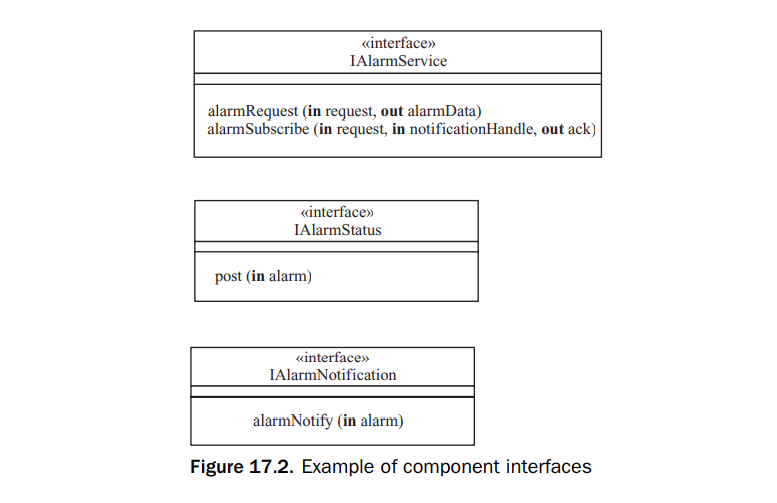 «interface»
IAlarmService
alarmRequest (in request, out alarmData)
alarmSubscribe (in request, in notificationHandle, out ack)
«interface»
IAlarmStatus
post (in alarm)
«interface»
IAlarmNotification
alarmNotify (in alarm)
Figure 17.2. Example of component interfaces